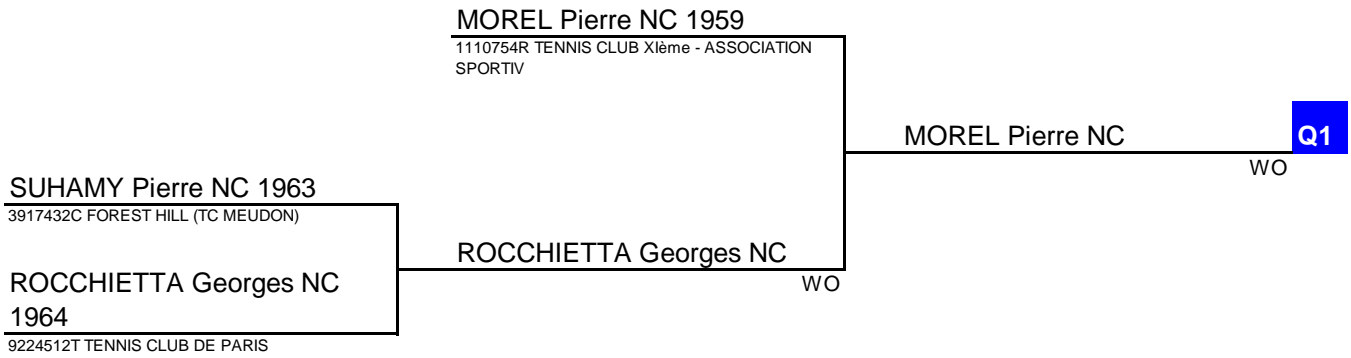 MOREL Pierre NC 1959
1110754R TENNIS CLUB XIème - ASSOCIATION
SPORTIV
MOREL Pierre NC
Q1
WO
SUHAMY Pierre NC 1963
3917432C FOREST HILL (TC MEUDON)
ROCCHIETTA Georges NC
WO
ROCCHIETTA Georges NC
1964
9224512T TENNIS CLUB DE PARIS